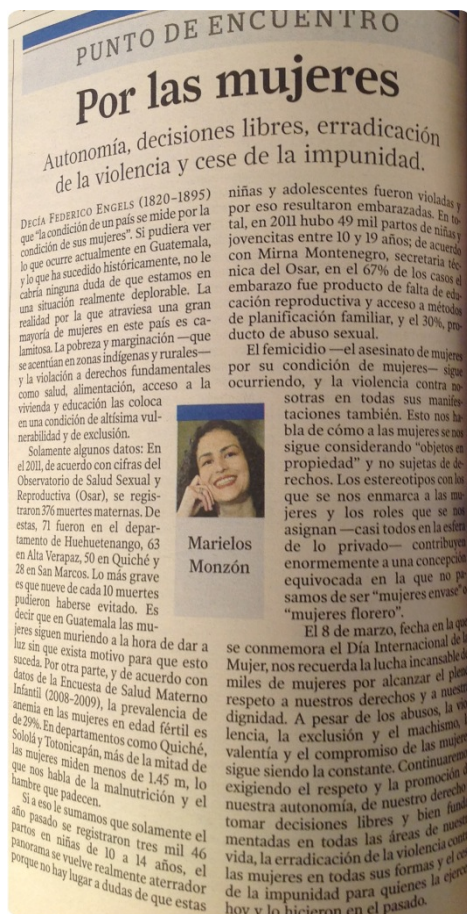 PUNTO DE ENCUENTRO
Por las mujeres
Autonomía, decisiones libres, erradicación
de la violencia y cese de la impunidad.
DECÍA FEDERICO ENGELS (1820-1895)
que “la condición de un país se mide por la
condición de sus mujeres”. Si pudiera ver
lo que ocurre actualmente en Guatemala,
y lo que ha sucedido históricamente, no le
cabría ninguna duda de que estamos en
una situación realmente deplorable. La
realidad por la que atraviesa una gran
mayoría de mujeres en este país es ca-
lamitosa. La pobreza y marginación —que
se acentúan en zonas indígenas y rurales—
y la violación a derechos fundamentales
como salud, alimentación, acceso a la
vivienda y educación las coloca
en una condición de altísima vul-
nerabilidad y de exclusión.
Solamente algunos datos: En
el 2011, de acuerdo con cifras del
Observatorio de Salud Sexual y
Reproductiva (Osar), se regis-
traron 376 muertes maternas. De
estas, 71 fueron en el depar-
tamento de Huehuetenango, 63
en Alta Verapaz, 50 en Quiché y
28 en San Marcos. Lo más grave
es que nueve de cada 10 muertes
pudieron haberse evitado. Es
decir que en Guatemala las mu-
jeres siguen muriendo a la hora de dar a
luz sin que exista motivo para que esto
suceda. Por otra parte, y de acuerdo con
datos de la Encuesta de Salud Materno
Infantil (2008-2009), la prevalencia de
anemia en las mujeres en edad fértil es
de 29%. En departamentos como Quiché,
Sololá y Totonicapán, más de la mitad de
las mujeres miden menos de 1.45 m, lo
que nos habla de la malnutrición y el
hambre que padecen.
Si a eso le sumamos que solamente el
año pasado se registraron tres mil 46
partos en niñas de 10 a 14 años, el
panorama se vuelve realmente aterrador
porque no hay lugar a dudas de que estas
niñas y adolescentes fueron violadas y
por eso resultaron embarazadas. En to-
tal, en 2011 hubo 49 mil partos de niñas y
jovencitas entre 10 y 19 años; de acuerdo
con Mirna Montenegro, secretaria téc-
nica del Osar, en el 67% de los casos el
embarazo fue producto de falta de edu-
cación reproductiva y acceso a métodos
de planificación familiar, y el 30%, pro-
ducto de abuso sexual.
El femicidio —el asesinato de mujeres
por su condición de mujeres— sigue
ocurriendo, y la violencia contra no-
sotras en todas sus manifes-
taciones también. Esto nos ha-
bla de cómo a las mujeres se nos
sigue considerando “objetos en
propiedad” y no sujetas de de-
rechos. Los estereotipos con los
que se nos enmarca a las mu-
jeres y los roles que se nos
asignan —casi todos en la esfera
de lo privado— contribuyen
enormemente a una concepción
equivocada en la que no pa-
samos de ser “mujeres envase” o
“mujeres florero”.
Marielos
Monzón
El 8 de marzo, fecha en la que
se conmemora el Día Internacional de la
Mujer, nos recuerda la lucha incansable de
miles de mujeres por alcanzar el pleno
respeto a nuestros derechos y a nuestra
dignidad. A pesar de los abusos, la vio-
lencia, la exclusión y el machismo, la
valentía y el compromiso de las mujeres
sigue siendo la constante. Continuaremos
exigiendo el respeto y la promoción de
nuestra autonomía, de nuestro derecho
tomar decisiones libres y bien funda-
mentadas en todas las áreas de nuestra
vida, la erradicación de la violencia contra
las mujeres en todas sus formas y el cese
de la impunidad para quienes la ejercen
hoy y lo hicieron en el pasado.